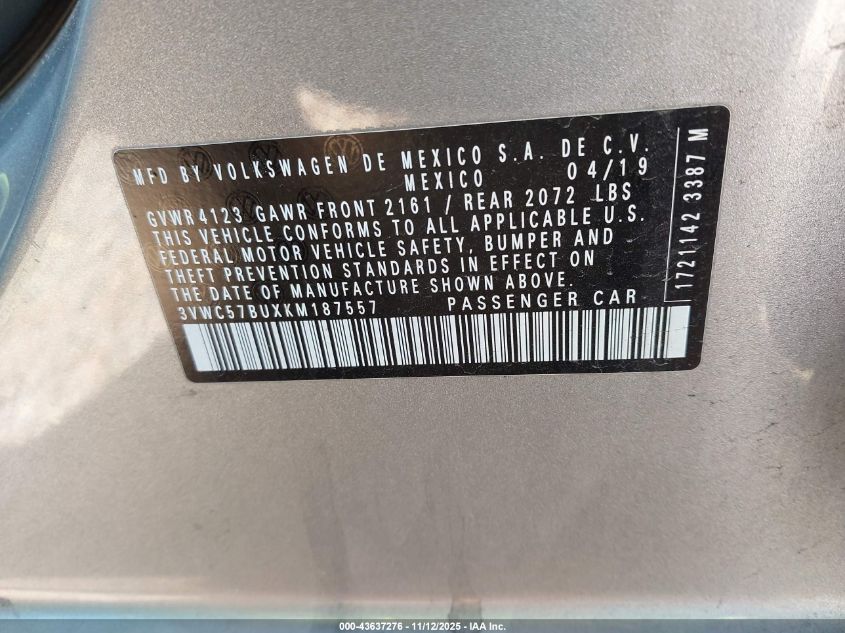 MFD BY VOLKSWAGEN DE MEXICO S.A. DE C.V.
MEXICO 04/19
GVWR 4123 GAWR FRONT 2161 / REAR 2072 LBS
THIS VEHICLE CONFORMS TO ALL APPLICABLE U.S.
FEDERAL MOTOR VEHICLE SAFETY, BUMPER AND
THEFT PREVENTION STANDARDS IN EFFECT ON
THE DATE OF MANUFACTURE SHOWN ABOVE.
3VWC57BUXKM187557 PASSENGER CAR
1721142 3387 M
000-43637276 - 11/12/2025 - IAA Inc.